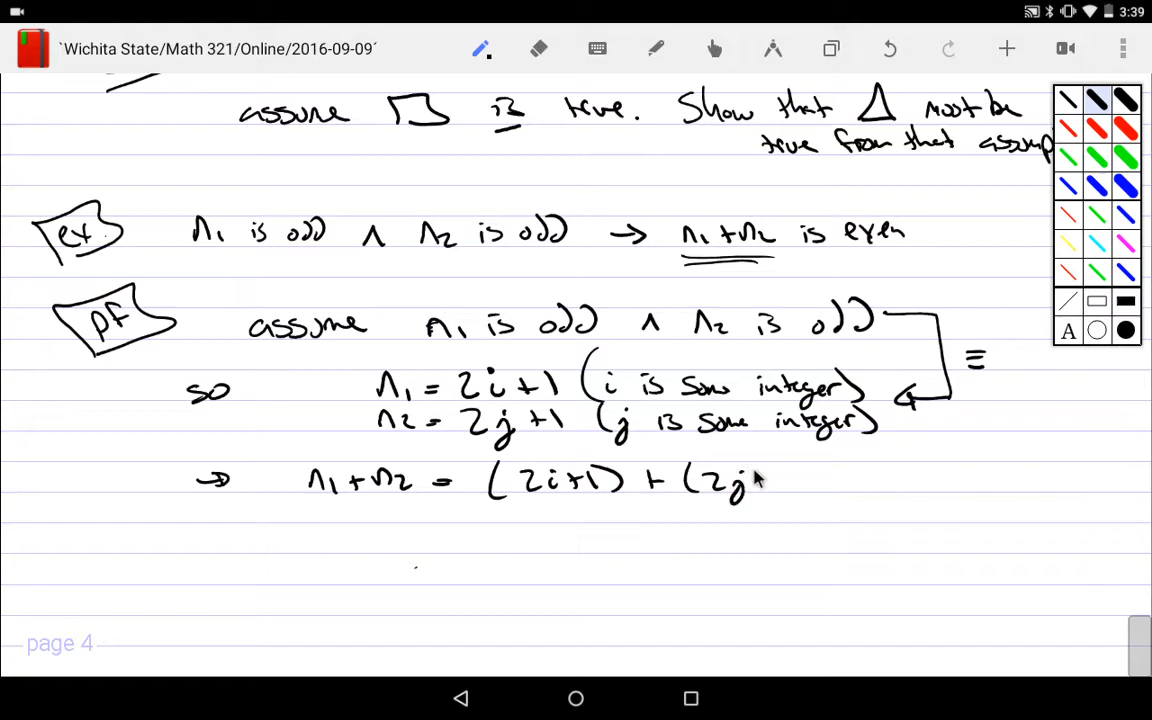 3:39
`Wichita State/Math 321/Online/2016-09-09´
assume is true. Show that Δ must be
true from that assump
ex. n1 is odd ∧ n2 is odd → n1+n2 is even
pf assume n1 is odd ∧ n2 is odd
≡
so n1 = 2i+1 (i is some integer)
n2 = 2j+1 (j is some integer)
→ n1+n2 = (2i+1) + (2j
A
page 4